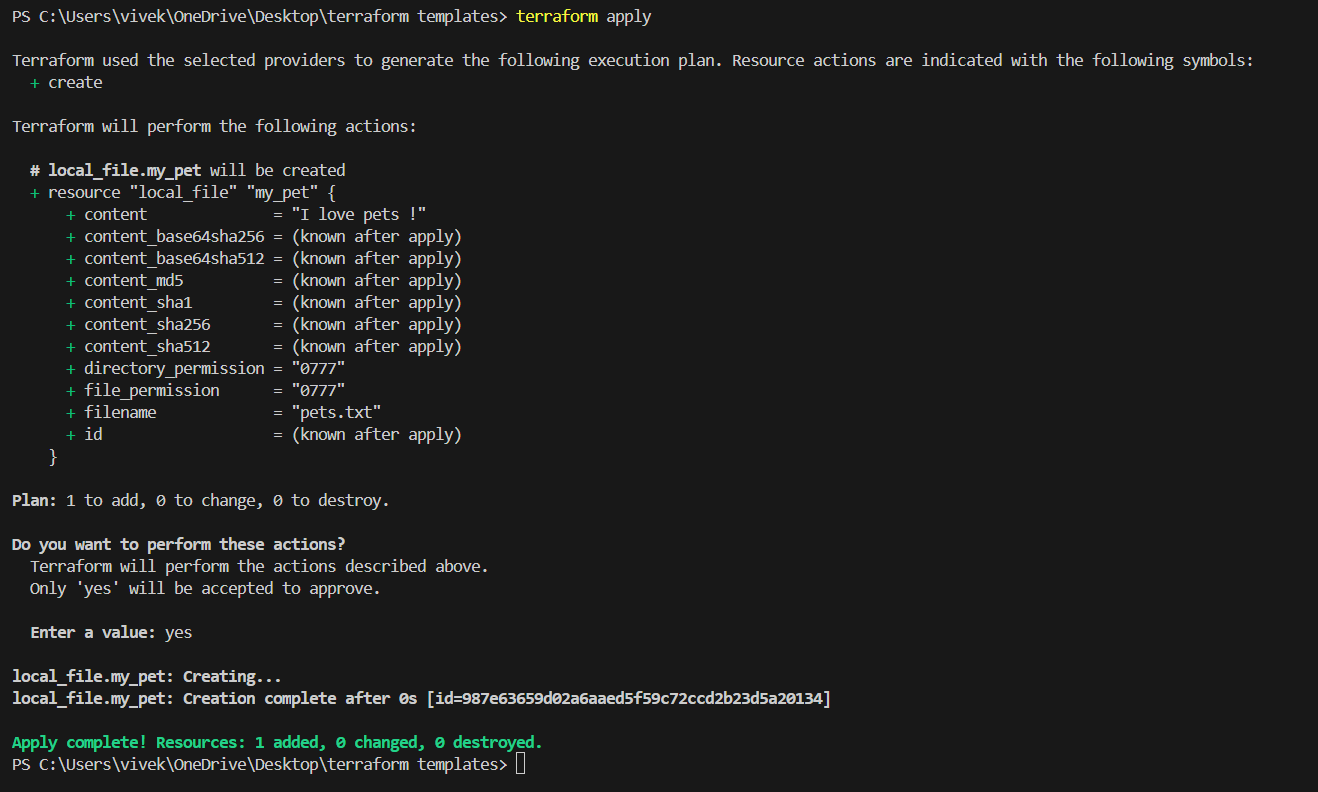 PS C:\Users\vivek\OneDrive\Desktop\terraform templates> terraform apply
Terraform used the selected providers to generate the following execution plan. Resource actions are indicated with the following symbols:
+ create
Terraform will perform the following actions:
# local_file.my_pet will be created
+ resource "local_file" "my_pet" {
+ content              = "I love pets !"
+ content_base64sha256 = (known after apply)
+ content_base64sha512 = (known after apply)
+ content_md5          = (known after apply)
+ content_sha1         = (known after apply)
+ content_sha256       = (known after apply)
+ content_sha512       = (known after apply)
+ directory_permission = "0777"
+ file_permission      = "0777"
+ filename             = "pets.txt"
+ id                   = (known after apply)
}
Plan: 1 to add, 0 to change, 0 to destroy.
Do you want to perform these actions?
Terraform will perform the actions described above.
Only 'yes' will be accepted to approve.
Enter a value: yes
local_file.my_pet: Creating...
local_file.my_pet: Creation complete after 0s [id=987e63659d02a6aaed5f59c72ccd2b23d5a20134]
Apply complete! Resources: 1 added, 0 changed, 0 destroyed.
PS C:\Users\vivek\OneDrive\Desktop\terraform templates>